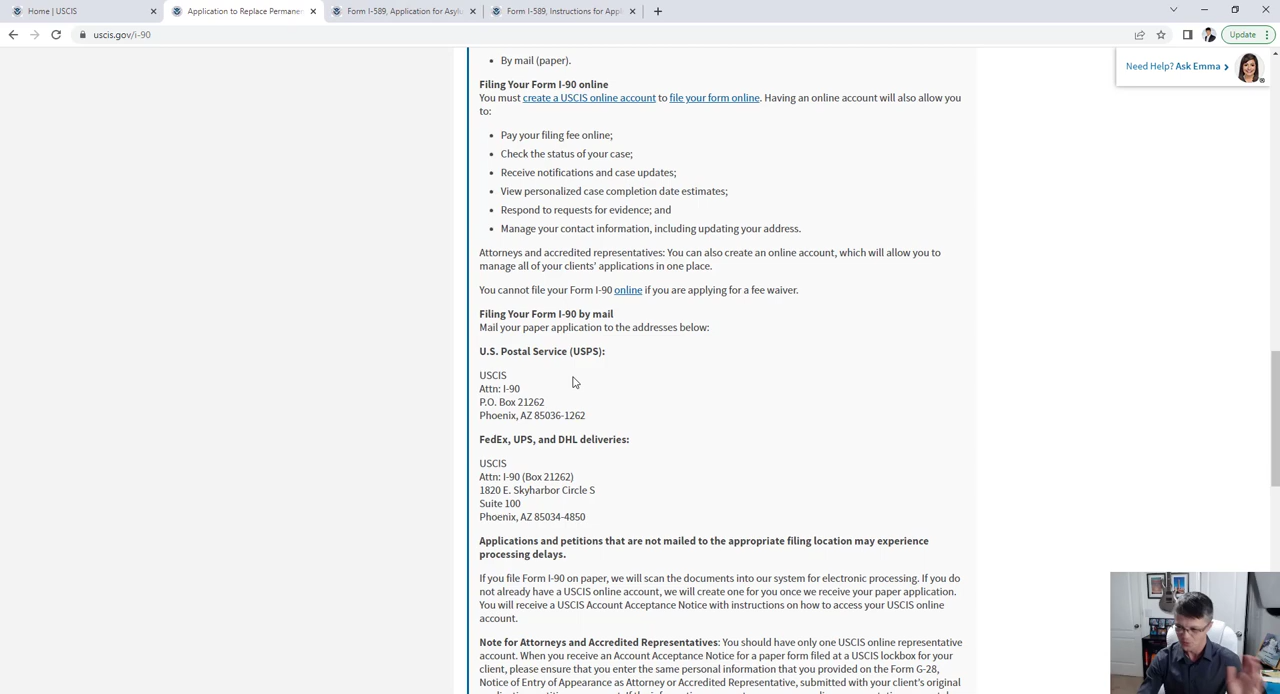 Home | USCIS
Application to Replace Permanen
Form I-589, Application for Asylu
Form I-589, Instructions for Appl
uscis.gov/i-90
Update
Need Help? Ask Emma
By mail (paper).
Filing Your Form I-90 online
You must create a USCIS online account to file your form online. Having an online account will also allow you
to:
Pay your filing fee online;
Check the status of your case;
Receive notifications and case updates;
View personalized case completion date estimates;
Respond to requests for evidence; and
Manage your contact information, including updating your address.
Attorneys and accredited representatives: You can also create an online account, which will allow you to
manage all of your clients' applications in one place.
You cannot file your Form I-90 online if you are applying for a fee waiver.
Filing Your Form I-90 by mail
Mail your paper application to the addresses below:
U.S. Postal Service (USPS):
USCIS
Attn: I-90
P.O. Box 21262
Phoenix, AZ 85036-1262
FedEx, UPS, and DHL deliveries:
USCIS
Attn: I-90 (Box 21262)
1820 E. Skyharbor Circle S
Suite 100
Phoenix, AZ 85034-4850
Applications and petitions that are not mailed to the appropriate filing location may experience
processing delays.
If you file Form I-90 on paper, we will scan the documents into our system for electronic processing. If you do
not already have a USCIS online account, we will create one for you once we receive your paper application.
You will receive a USCIS Account Acceptance Notice with instructions on how to access your USCIS online
account.
Note for Attorneys and Accredited Representatives: You should have only one USCIS online representative
account. When you receive an Account Acceptance Notice for a paper form filed at a USCIS lockbox for your
client, please ensure that you enter the same personal information that you provided on the Form G-28,
Notice of Entry of Appearance as Attorney or Accredited Representative, submitted with your client's original